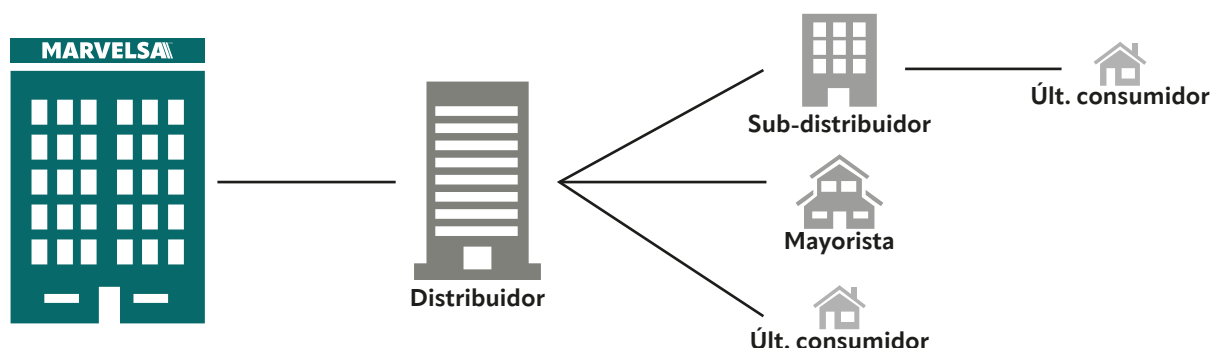 MARVELSA
Sub-distribuidor
Últ. consumidor
Mayorista
Distribuidor
Últ. consumidor